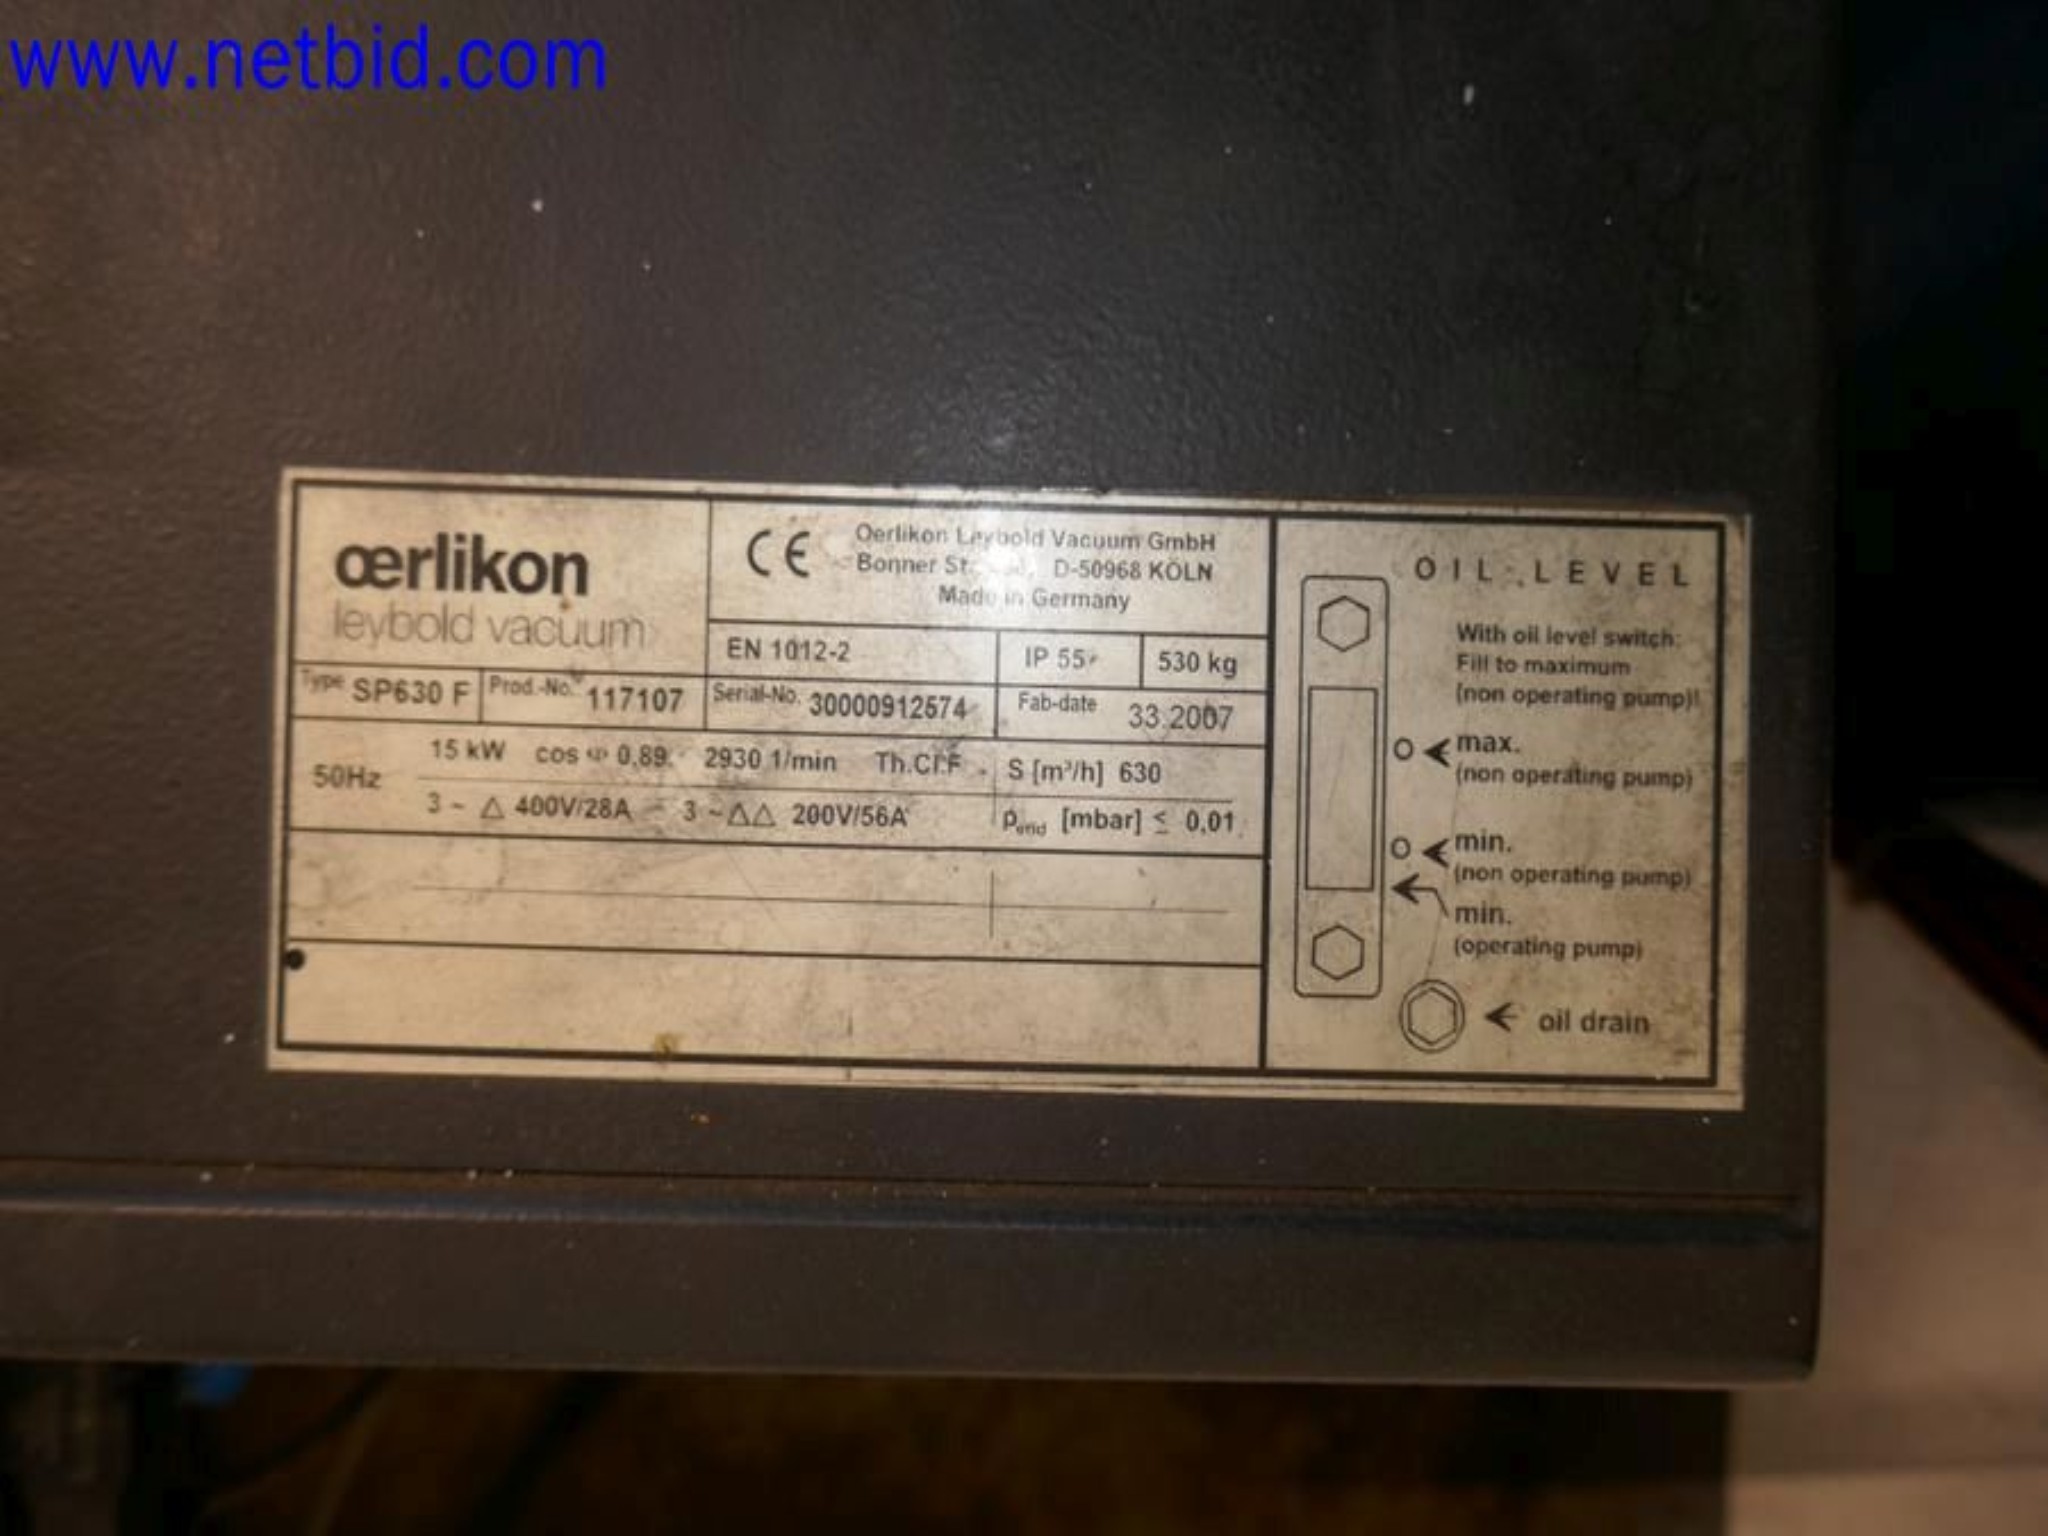 www.netbid.com
œrlikon
leybold vacuum
CE
Oerlikon Leybold Vacuum GmbH
Bonner D-50968 KÖLN
Made in Germany
EN 1012-2 IP 55 530 kg
Type SP630 F Prod.-No. 117107 Serial-No. 30000912574 Fab-date 33.2007
50Hz
15 kW cos φ 0,89 2930 1/min Th.Cl.F S [m³/h] 630
3 ~ △ 400V/28A 3 ~ △△ 200V/56A pend [mbar] ≤ 0,01
OIL LEVEL
With oil level switch:
Fill to maximum
(non operating pump)!
max.
(non operating pump)
min.
(non operating pump)
min.
(operating pump)
oil drain